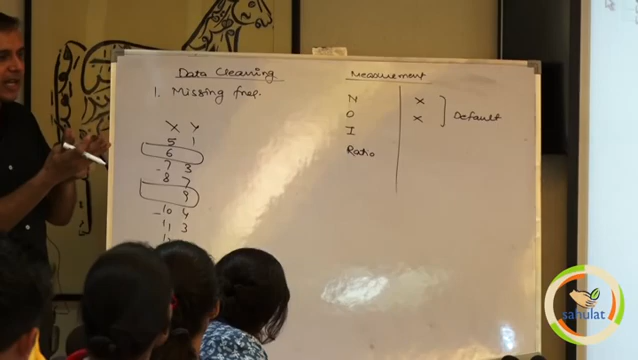 Data Cleaning
1. Missing freq.
X Y
5 1
6
7 3
8 7
9
10 4
11 3
Measurement
N X
O X
I
Ratio
Default
sahulat